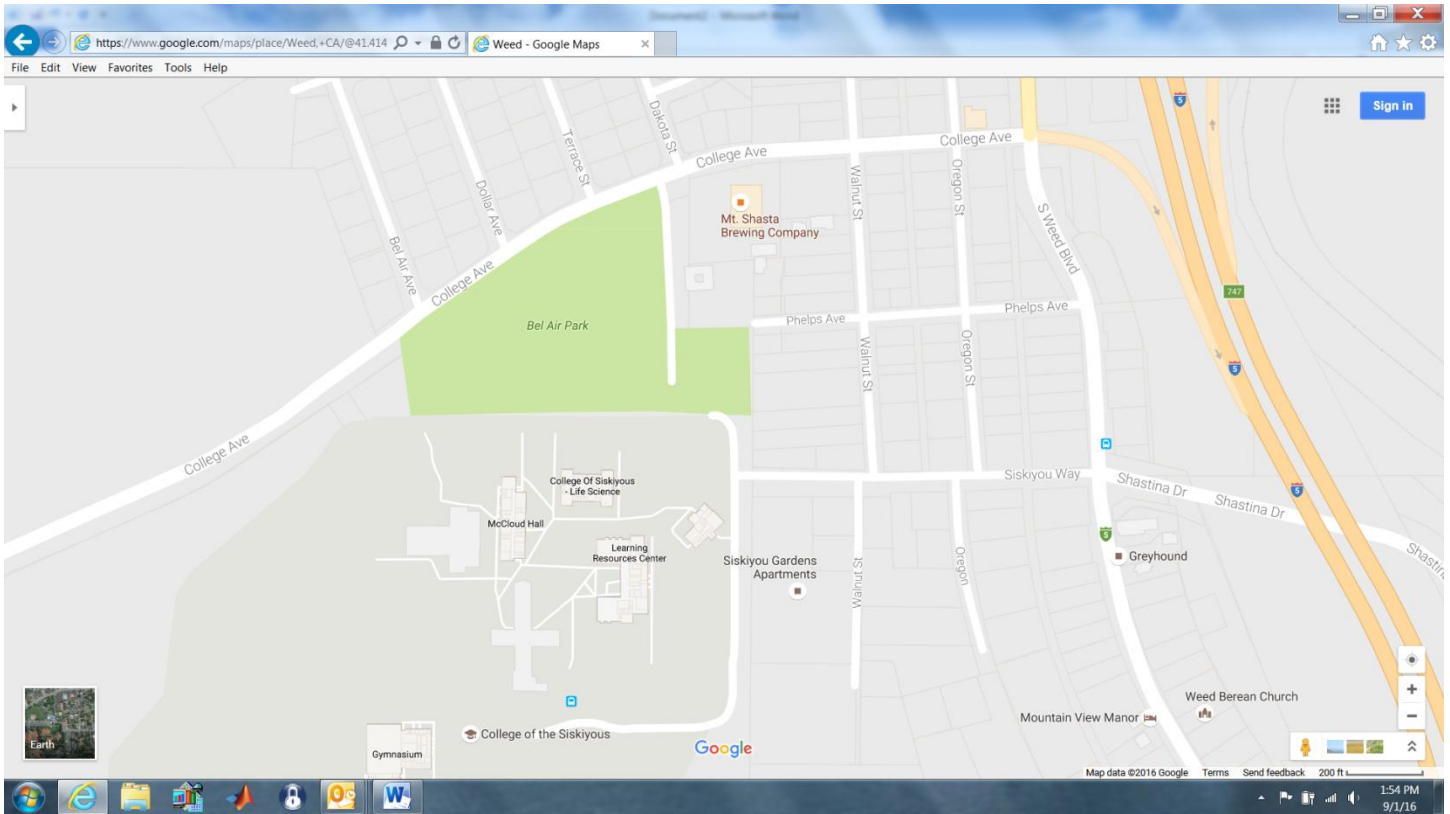 [Document2] - Microsoft Word
https://www.google.com/maps/place/Weed,+CA/@41.414
Weed - Google Maps
File Edit View Favorites Tools Help
Sign in
Dakota St
Terrace St
Dollar Ave
Bel Air Ave
College Ave
College Ave
College Ave
College Ave
Walnut St
Oregon St
S Weed Blvd
5
Mt. Shasta
Brewing Company
747
Bel Air Park
Phelps Ave
Phelps Ave
Walnut St
Oregon St
5
Siskiyou Way
Shastina Dr
Shastina Dr
5
College Of Siskiyous
- Life Science
McCloud Hall
Learning
Resources Center
Siskiyou Gardens
Apartments
Walnut St
Oregon
5
Greyhound
Shastin
Weed Berean Church
Mountain View Manor
College of the Siskiyous
Gymnasium
Earth
Google
Map data ©2016 Google Terms Send feedback 200 ft
1:54 PM
9/1/16